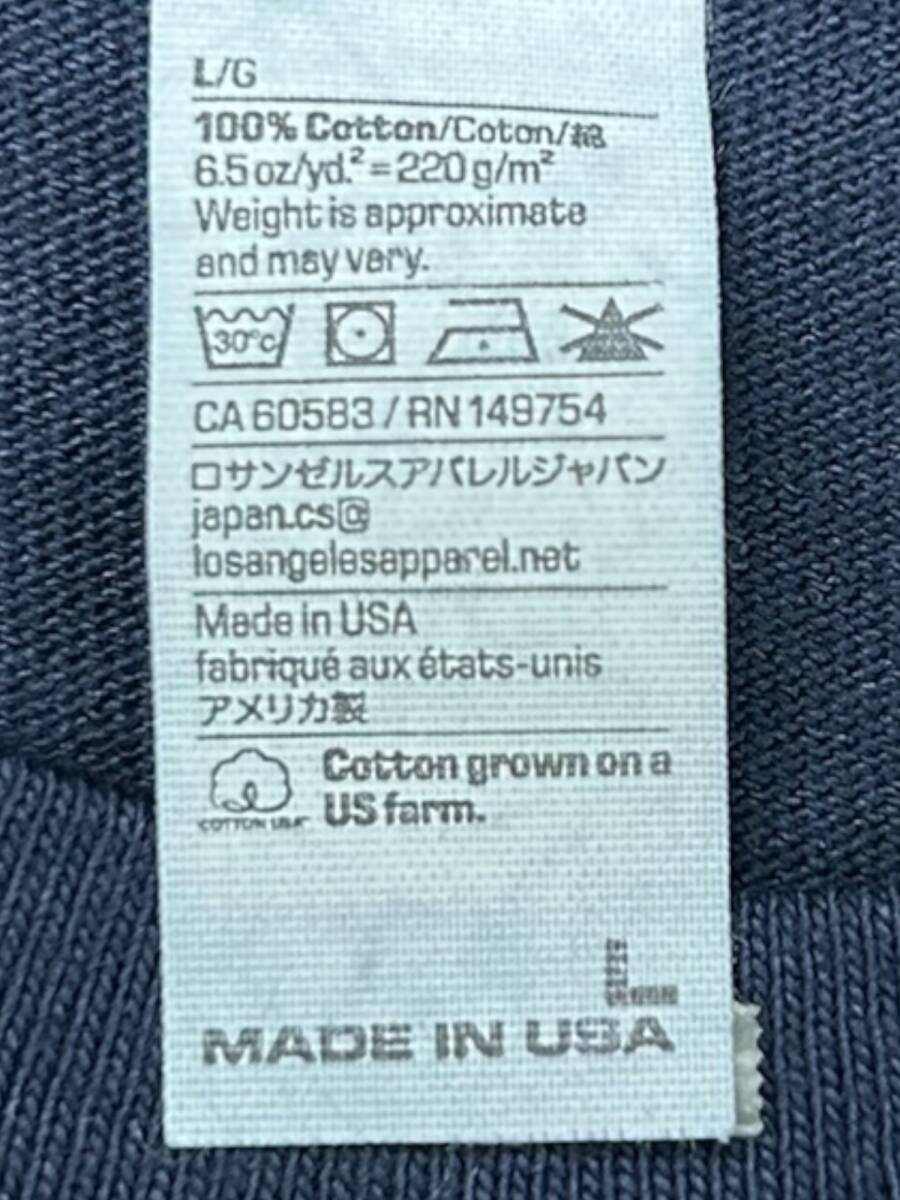 L/G
100% Cotton/Coton/綿
6.5 oz/yd.² = 220 g/m²
Weight is approximate
and may vary.
30°C
CA 60583 / RN 149754
ロサンゼルスアパレルジャパン
japan.cs@
losangelesapparel.net
Made in USA
fabriqué aux états-unis
アメリカ製
Cotton grown on a
US farm.
COTTON USA
L
MADE IN USA